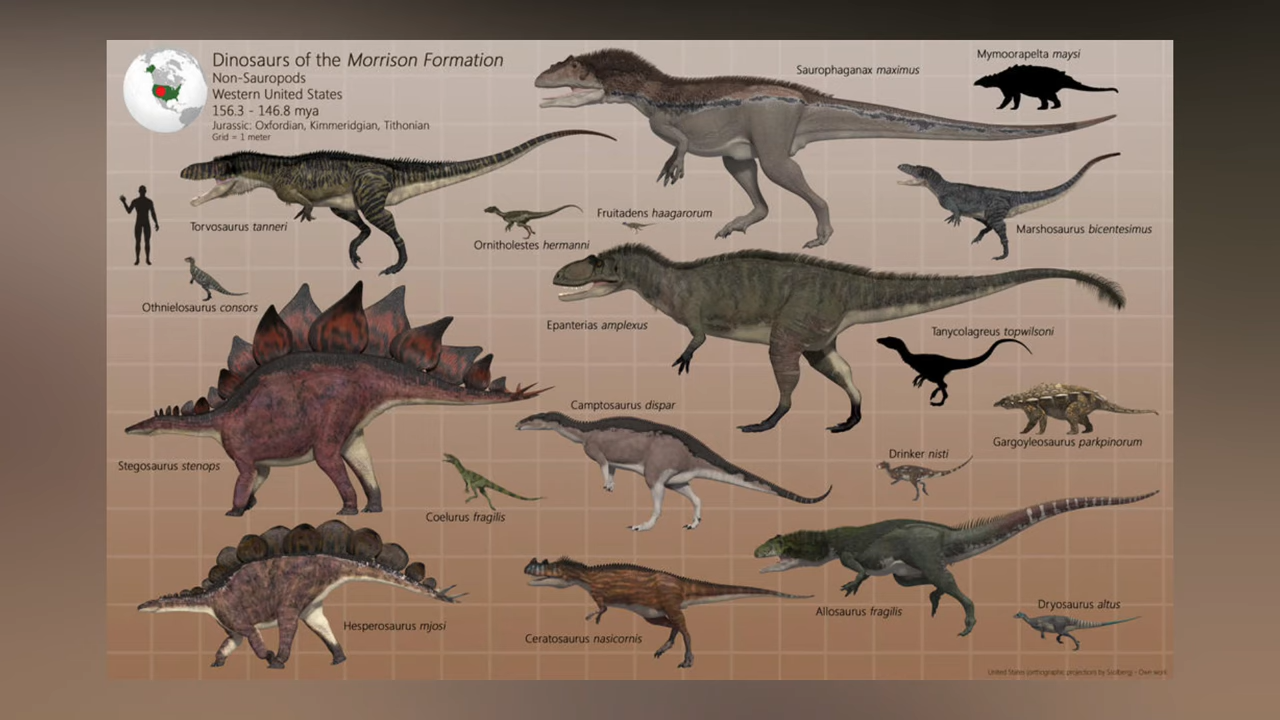 Dinosaurs of the Morrison Formation
Non-Sauropods
Western United States
156.3 - 146.8 mya
Jurassic: Oxfordian, Kimmeridgian, Tithonian
Grid = 1 meter
Mymoorapelta maysi
Saurophaganax maximus
Torvosaurus tanneri
Ornitholestes hermanni
Fruitadens haagarorum
Marshosaurus bicentesimus
Othnielosaurus consors
Epanterias amplexus
Tanycolagreus topwilsoni
Camptosaurus dispar
Gargoyleosaurus parkpinorum
Stegosaurus stenops
Drinker nisti
Coelurus fragilis
Hesperosaurus mjosi
Ceratosaurus nasicornis
Allosaurus fragilis
Dryosaurus altus
United States (orthographic projection) by Ssolbergj - Own work